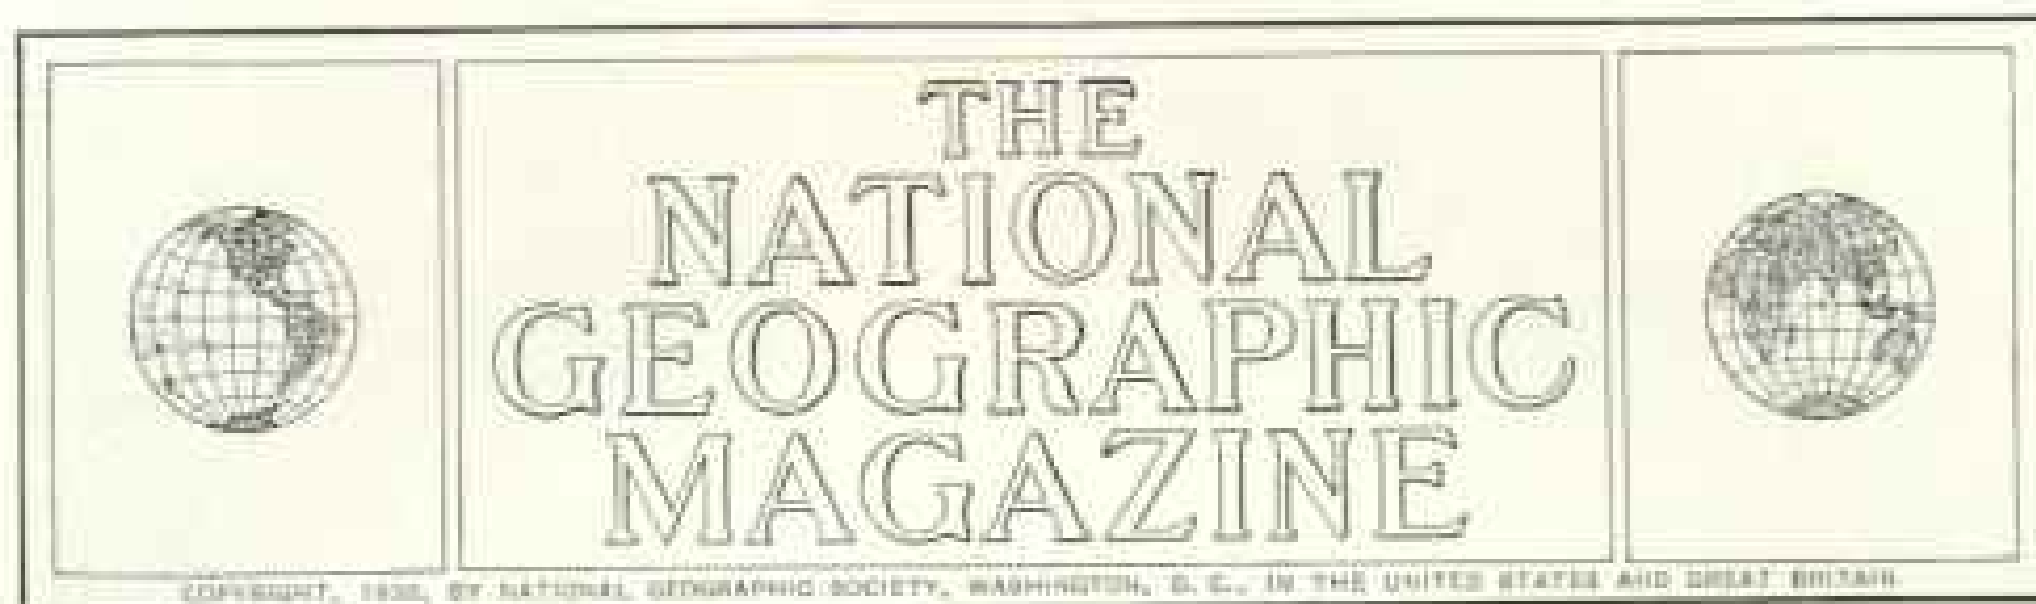 THE
NATIONAL
GEOGRAPHIC
MAGAZINE
COPYRIGHT, BY NATIONAL GEOGRAPHIC SOCIETY, WASHINGTON, D. C., IN THE UNITED STATES AND GREAT BRITAIN